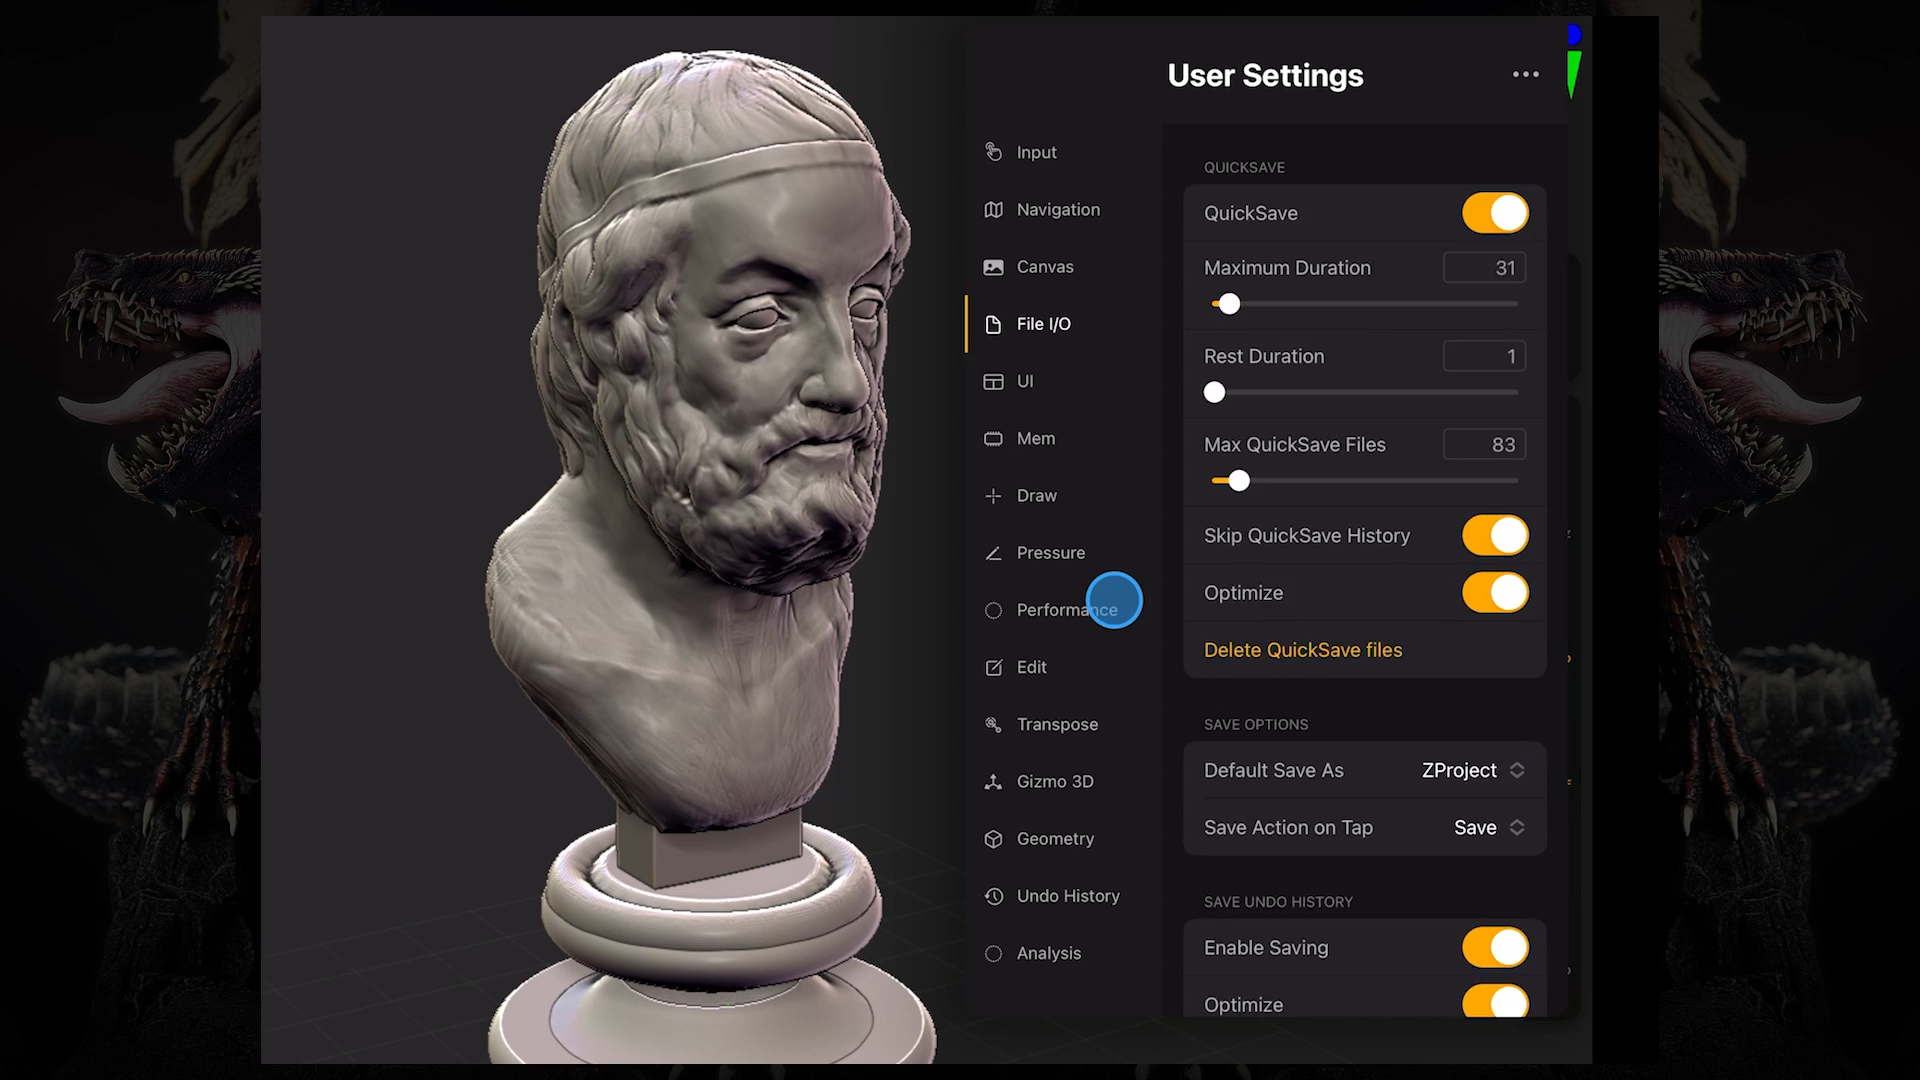 User Settings
Input
Navigation
Canvas
File I/O
UI
Mem
Draw
Pressure
Performance
Edit
Transpose
Gizmo 3D
Geometry
Undo History
Analysis
QUICKSAVE
QuickSave
Maximum Duration 31
Rest Duration 1
Max QuickSave Files 83
Skip QuickSave History
Optimize
Delete QuickSave files
SAVE OPTIONS
Default Save As ZProject
Save Action on Tap Save
SAVE UNDO HISTORY
Enable Saving
Optimize